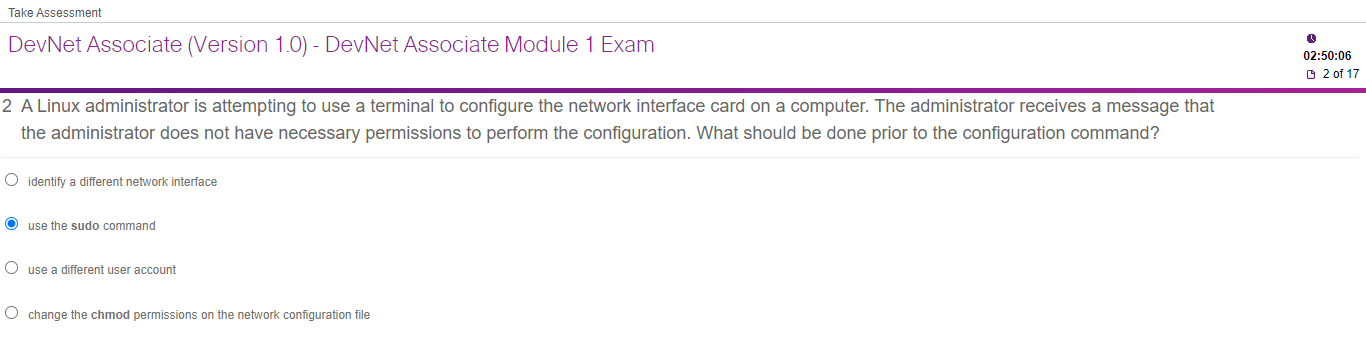 Take Assessment
DevNet Associate (Version 1.0) - DevNet Associate Module 1 Exam
02:50:06
2 of 17
2 A Linux administrator is attempting to use a terminal to configure the network interface card on a computer. The administrator receives a message that
the administrator does not have necessary permissions to perform the configuration. What should be done prior to the configuration command?
identify a different network interface
use the sudo command
use a different user account
change the chmod permissions on the network configuration file